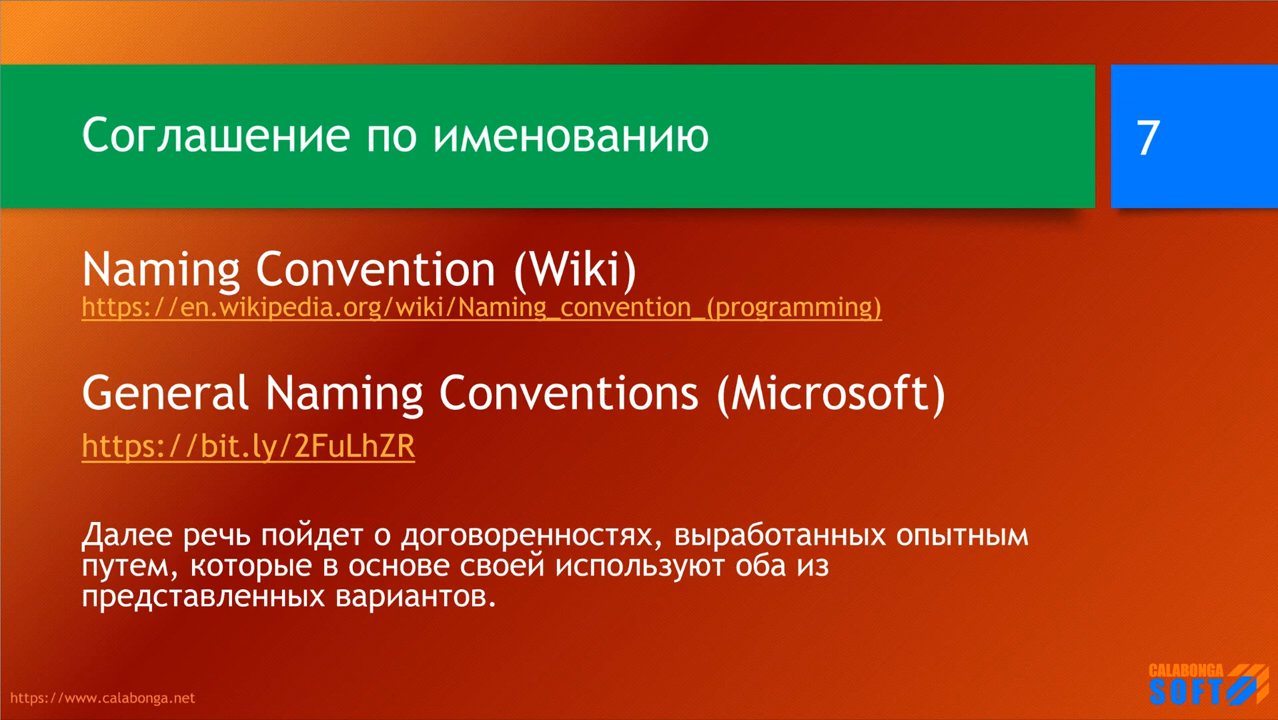 Соглашение по именованию
7
Naming Convention (Wiki)
https://en.wikipedia.org/wiki/Naming_convention_(programming)
General Naming Conventions (Microsoft)
https://bit.ly/2FuLhZR
Далее речь пойдет о договоренностях, выработанных опытным
путем, которые в основе своей используют оба из
представленных вариантов.
https://www.calabonga.net
CALABONGA
SOFT